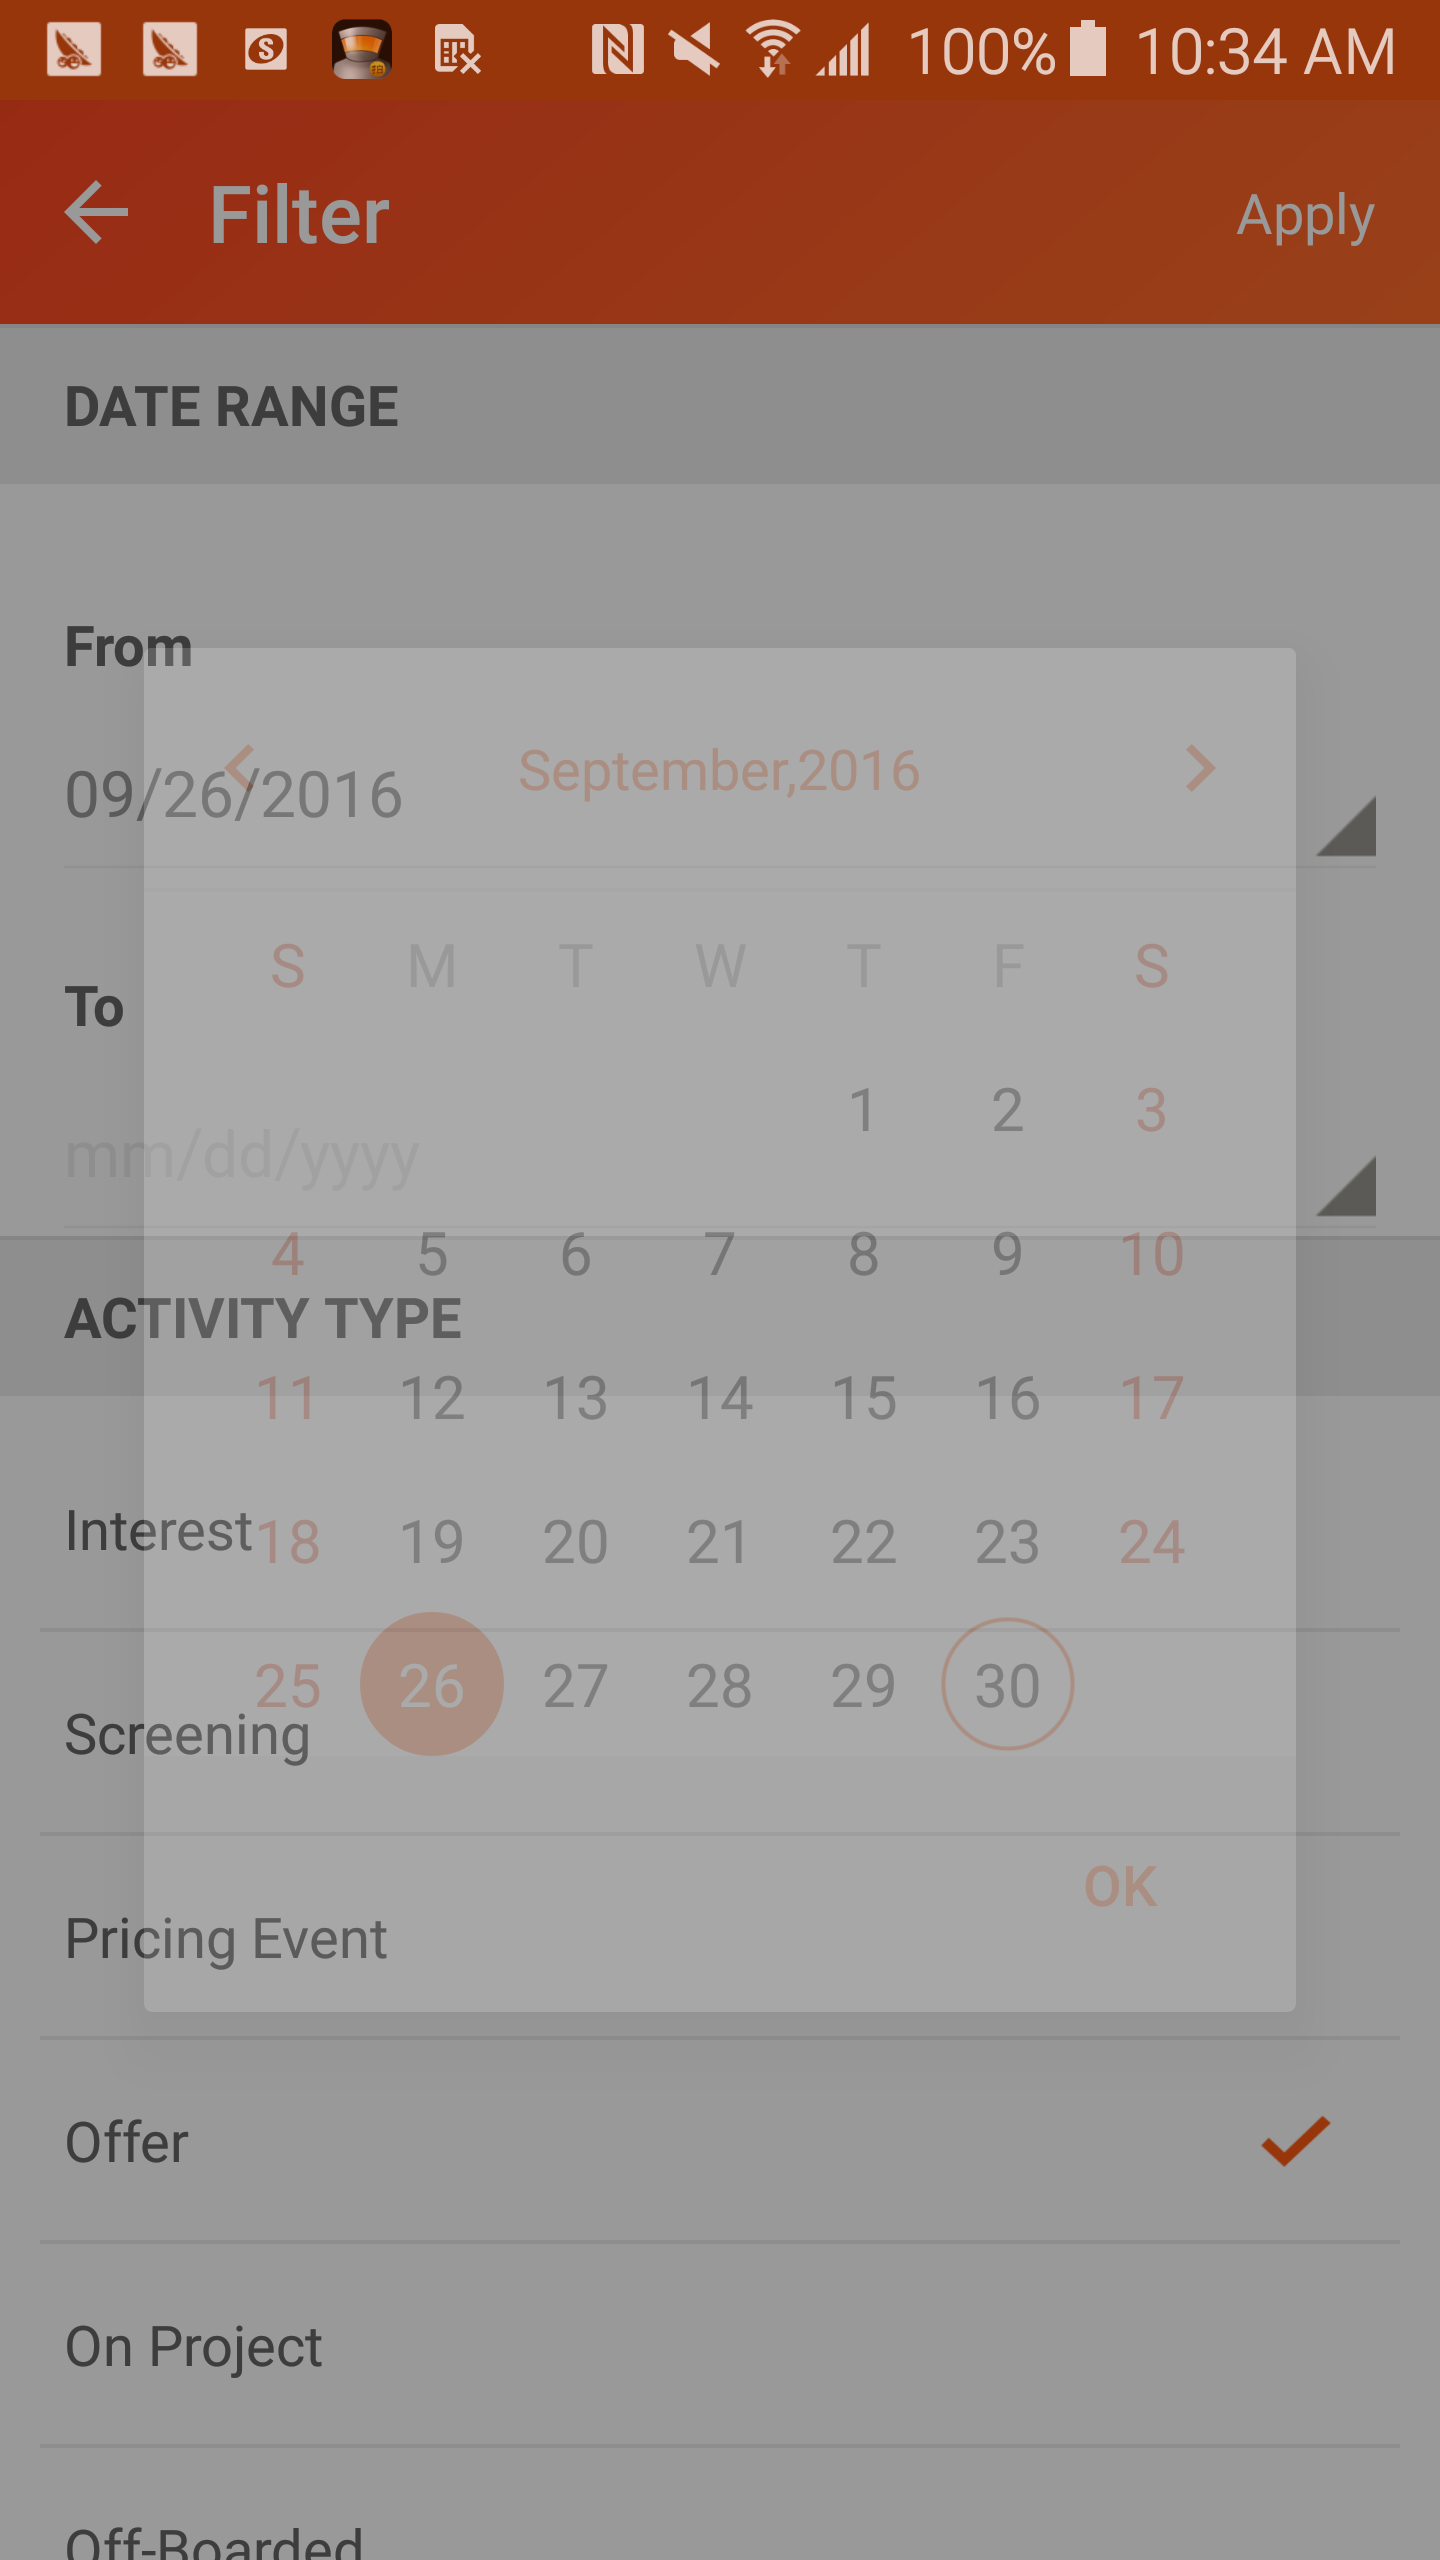 100% 10:34 AM
Filter
Apply
DATE RANGE
From
09/26/2016
To
mm/dd/yyyy
ACTIVITY TYPE
Interest
Screening
Pricing Event
Offer
On Project
Off-Boarded
September,2016
S M T W T F S
1 2 3
4 5 6 7 8 9 10
11 12 13 14 15 16 17
18 19 20 21 22 23 24
25 26 27 28 29 30
OK